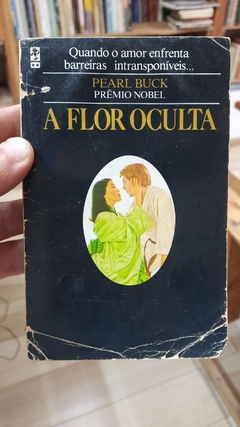 Quando o amor enfrenta
barreiras intransponíveis...
PEARL BUCK
PRÊMIO NOBEL
A FLOR OCULTA